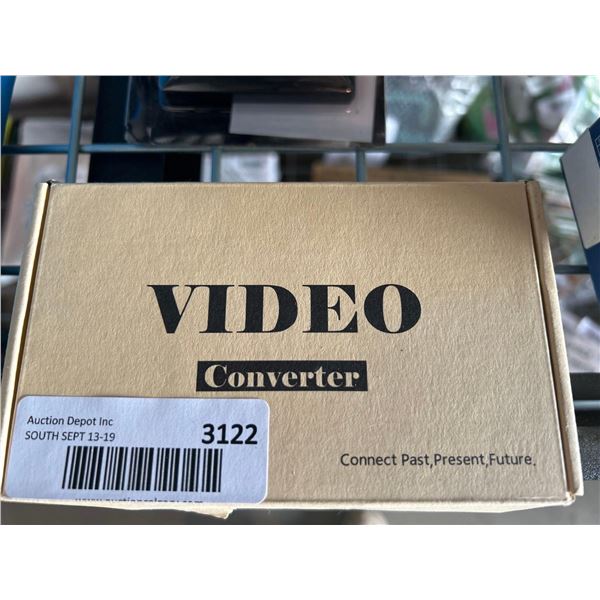 VIDEO
Converter
Auction Depot Inc
SOUTH SEPT 13-19
3122
Connect Past,Present,Future.